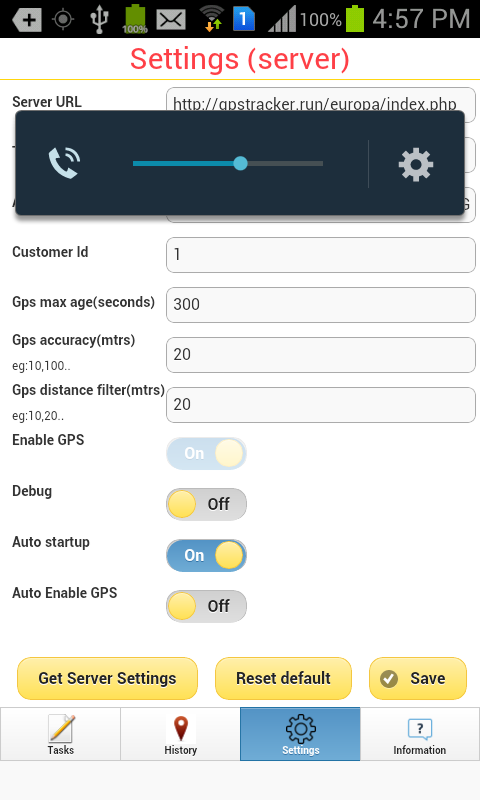 100%
1
100%
4:57 PM
Settings (server)
Server URL
http://gpstracker.run/europa/index.php
Customer Id
1
Gps max age(seconds)
300
Gps accuracy(mtrs)
eg:10,100..
20
Gps distance filter(mtrs)
eg:10,20..
20
Enable GPS
On
Debug
Off
Auto startup
On
Auto Enable GPS
Off
Get Server Settings
Reset default
Save
Tasks
History
Settings
Information